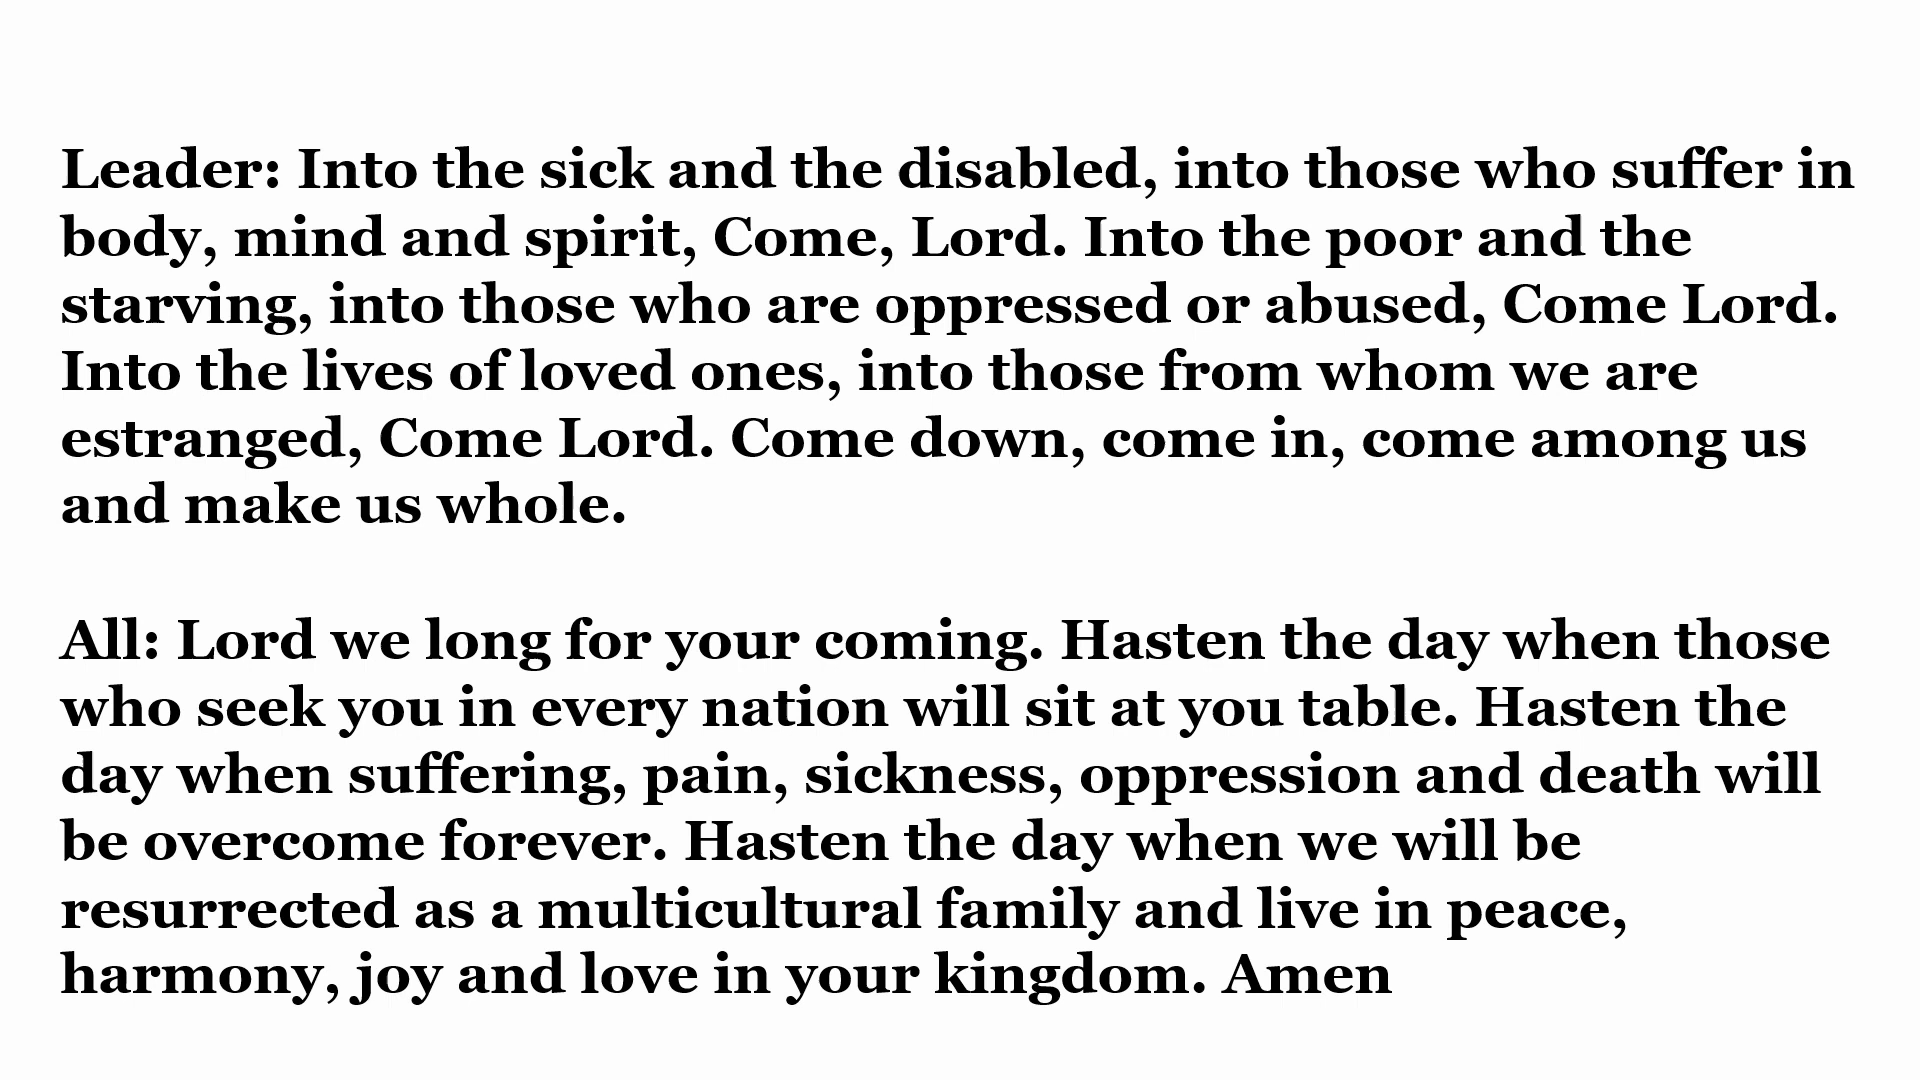 Leader: Into the sick and the disabled, into those who suffer in
body, mind and spirit, Come, Lord. Into the poor and the
starving, into those who are oppressed or abused, Come Lord.
Into the lives of loved ones, into those from whom we are
estranged, Come Lord. Come down, come in, come among us
and make us whole.
All: Lord we long for your coming. Hasten the day when those
who seek you in every nation will sit at you table. Hasten the
day when suffering, pain, sickness, oppression and death will
be overcome forever. Hasten the day when we will be
resurrected as a multicultural family and live in peace,
harmony, joy and love in your kingdom. Amen